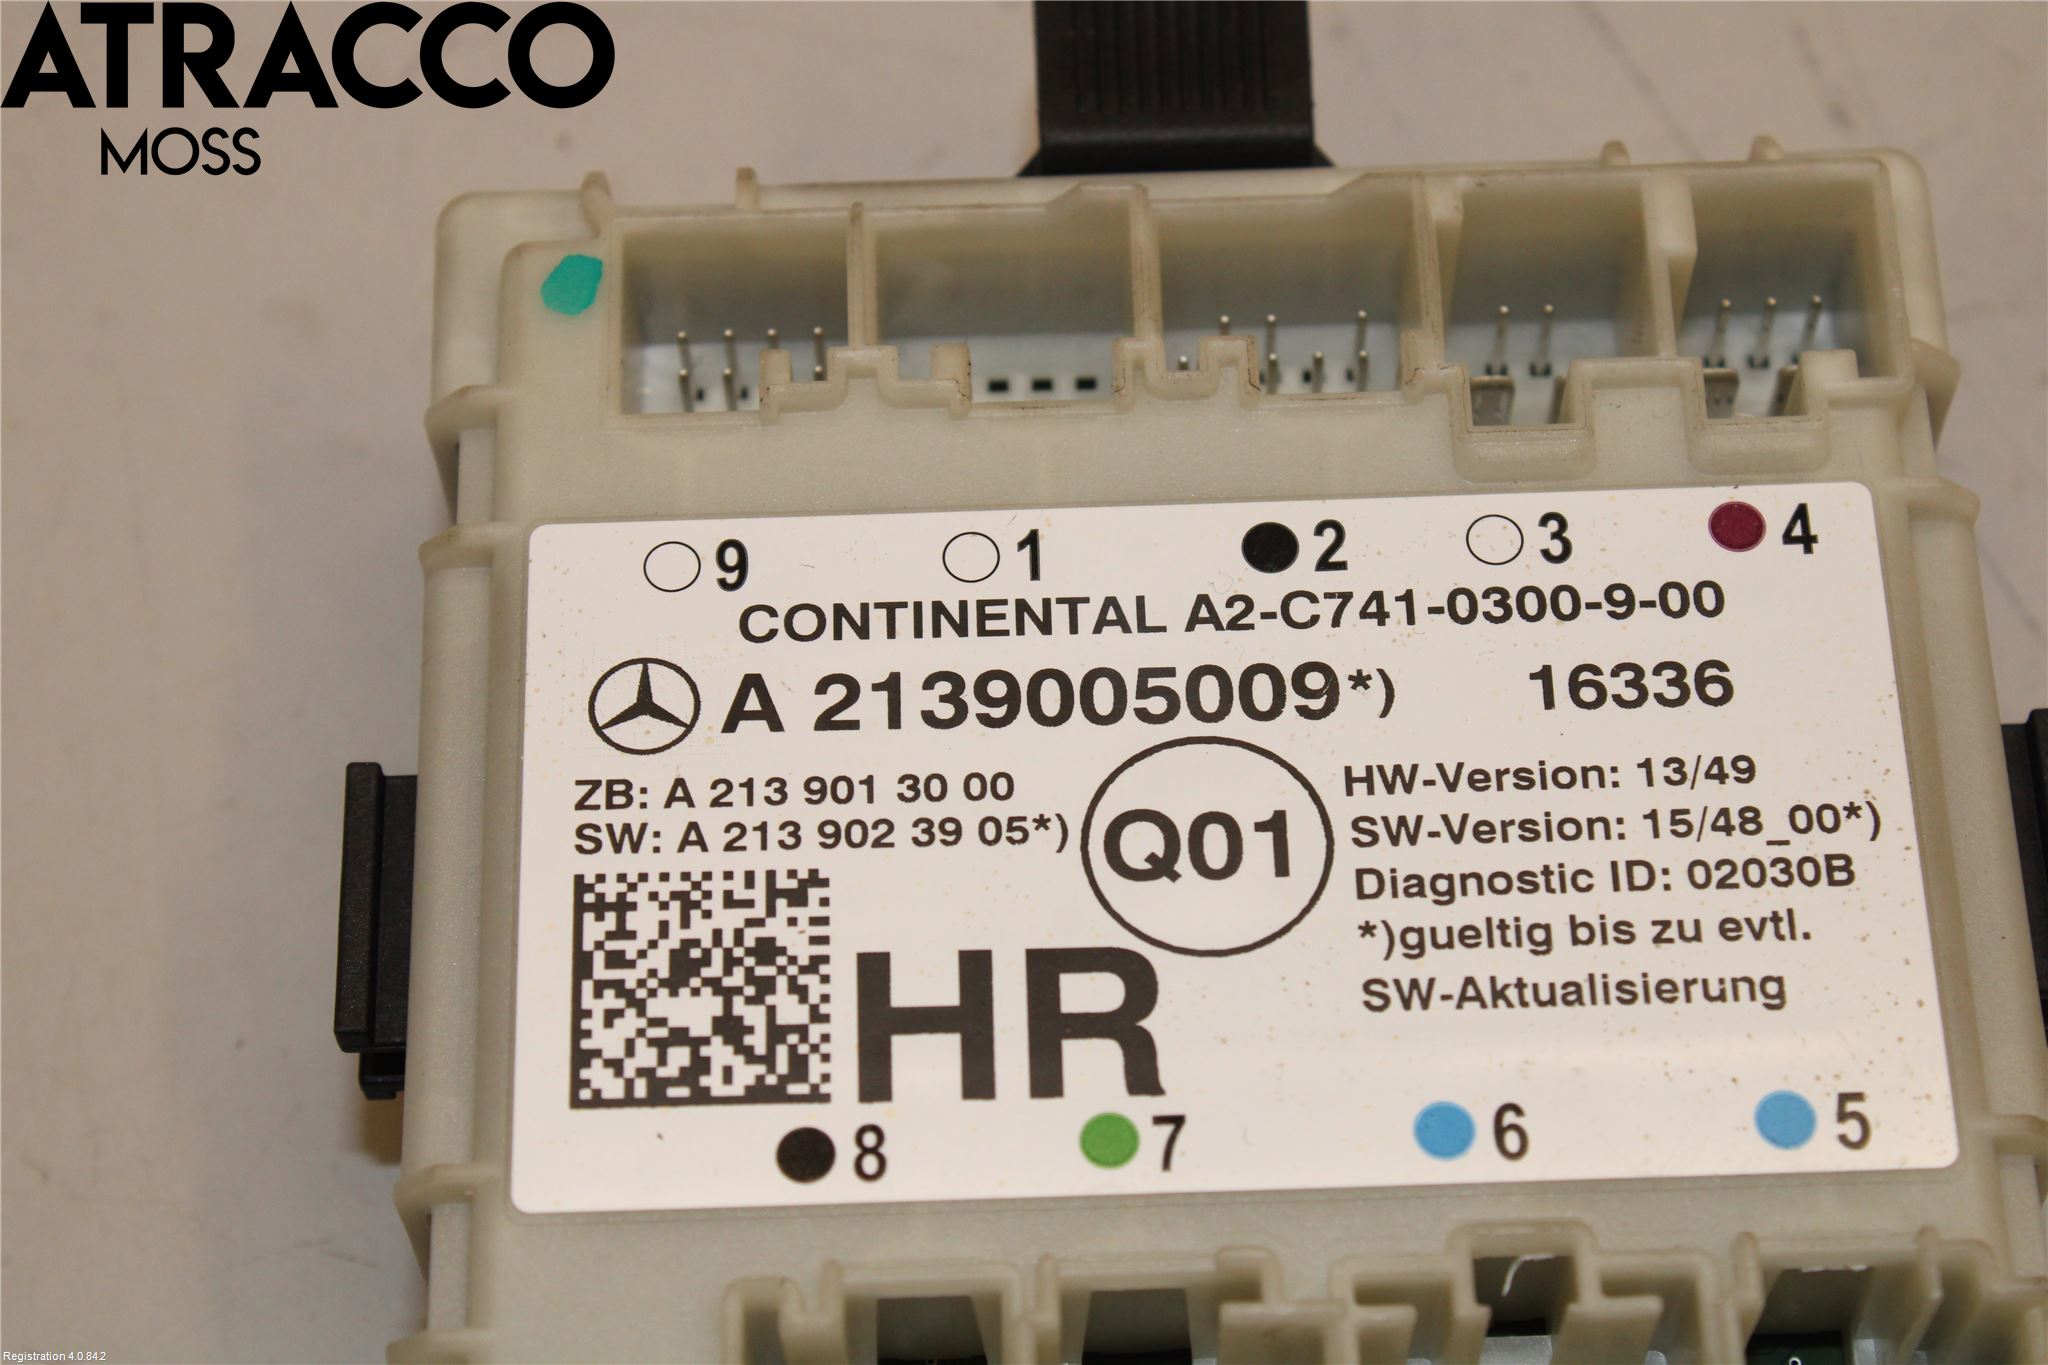 ATRACCO
MOSS
9 1 2 3 4
CONTINENTAL A2-C741-0300-9-00
A 2139005009*) 16336
ZB: A 213 901 30 00
SW: A 213 902 39 05*)
Q01
HW-Version: 13/49
SW-Version: 15/48_00*)
Diagnostic ID: 02030B
*)gueltig bis zu evtl.
SW-Aktualisierung
HR
8 7 6 5
Registration 4.0.84.2